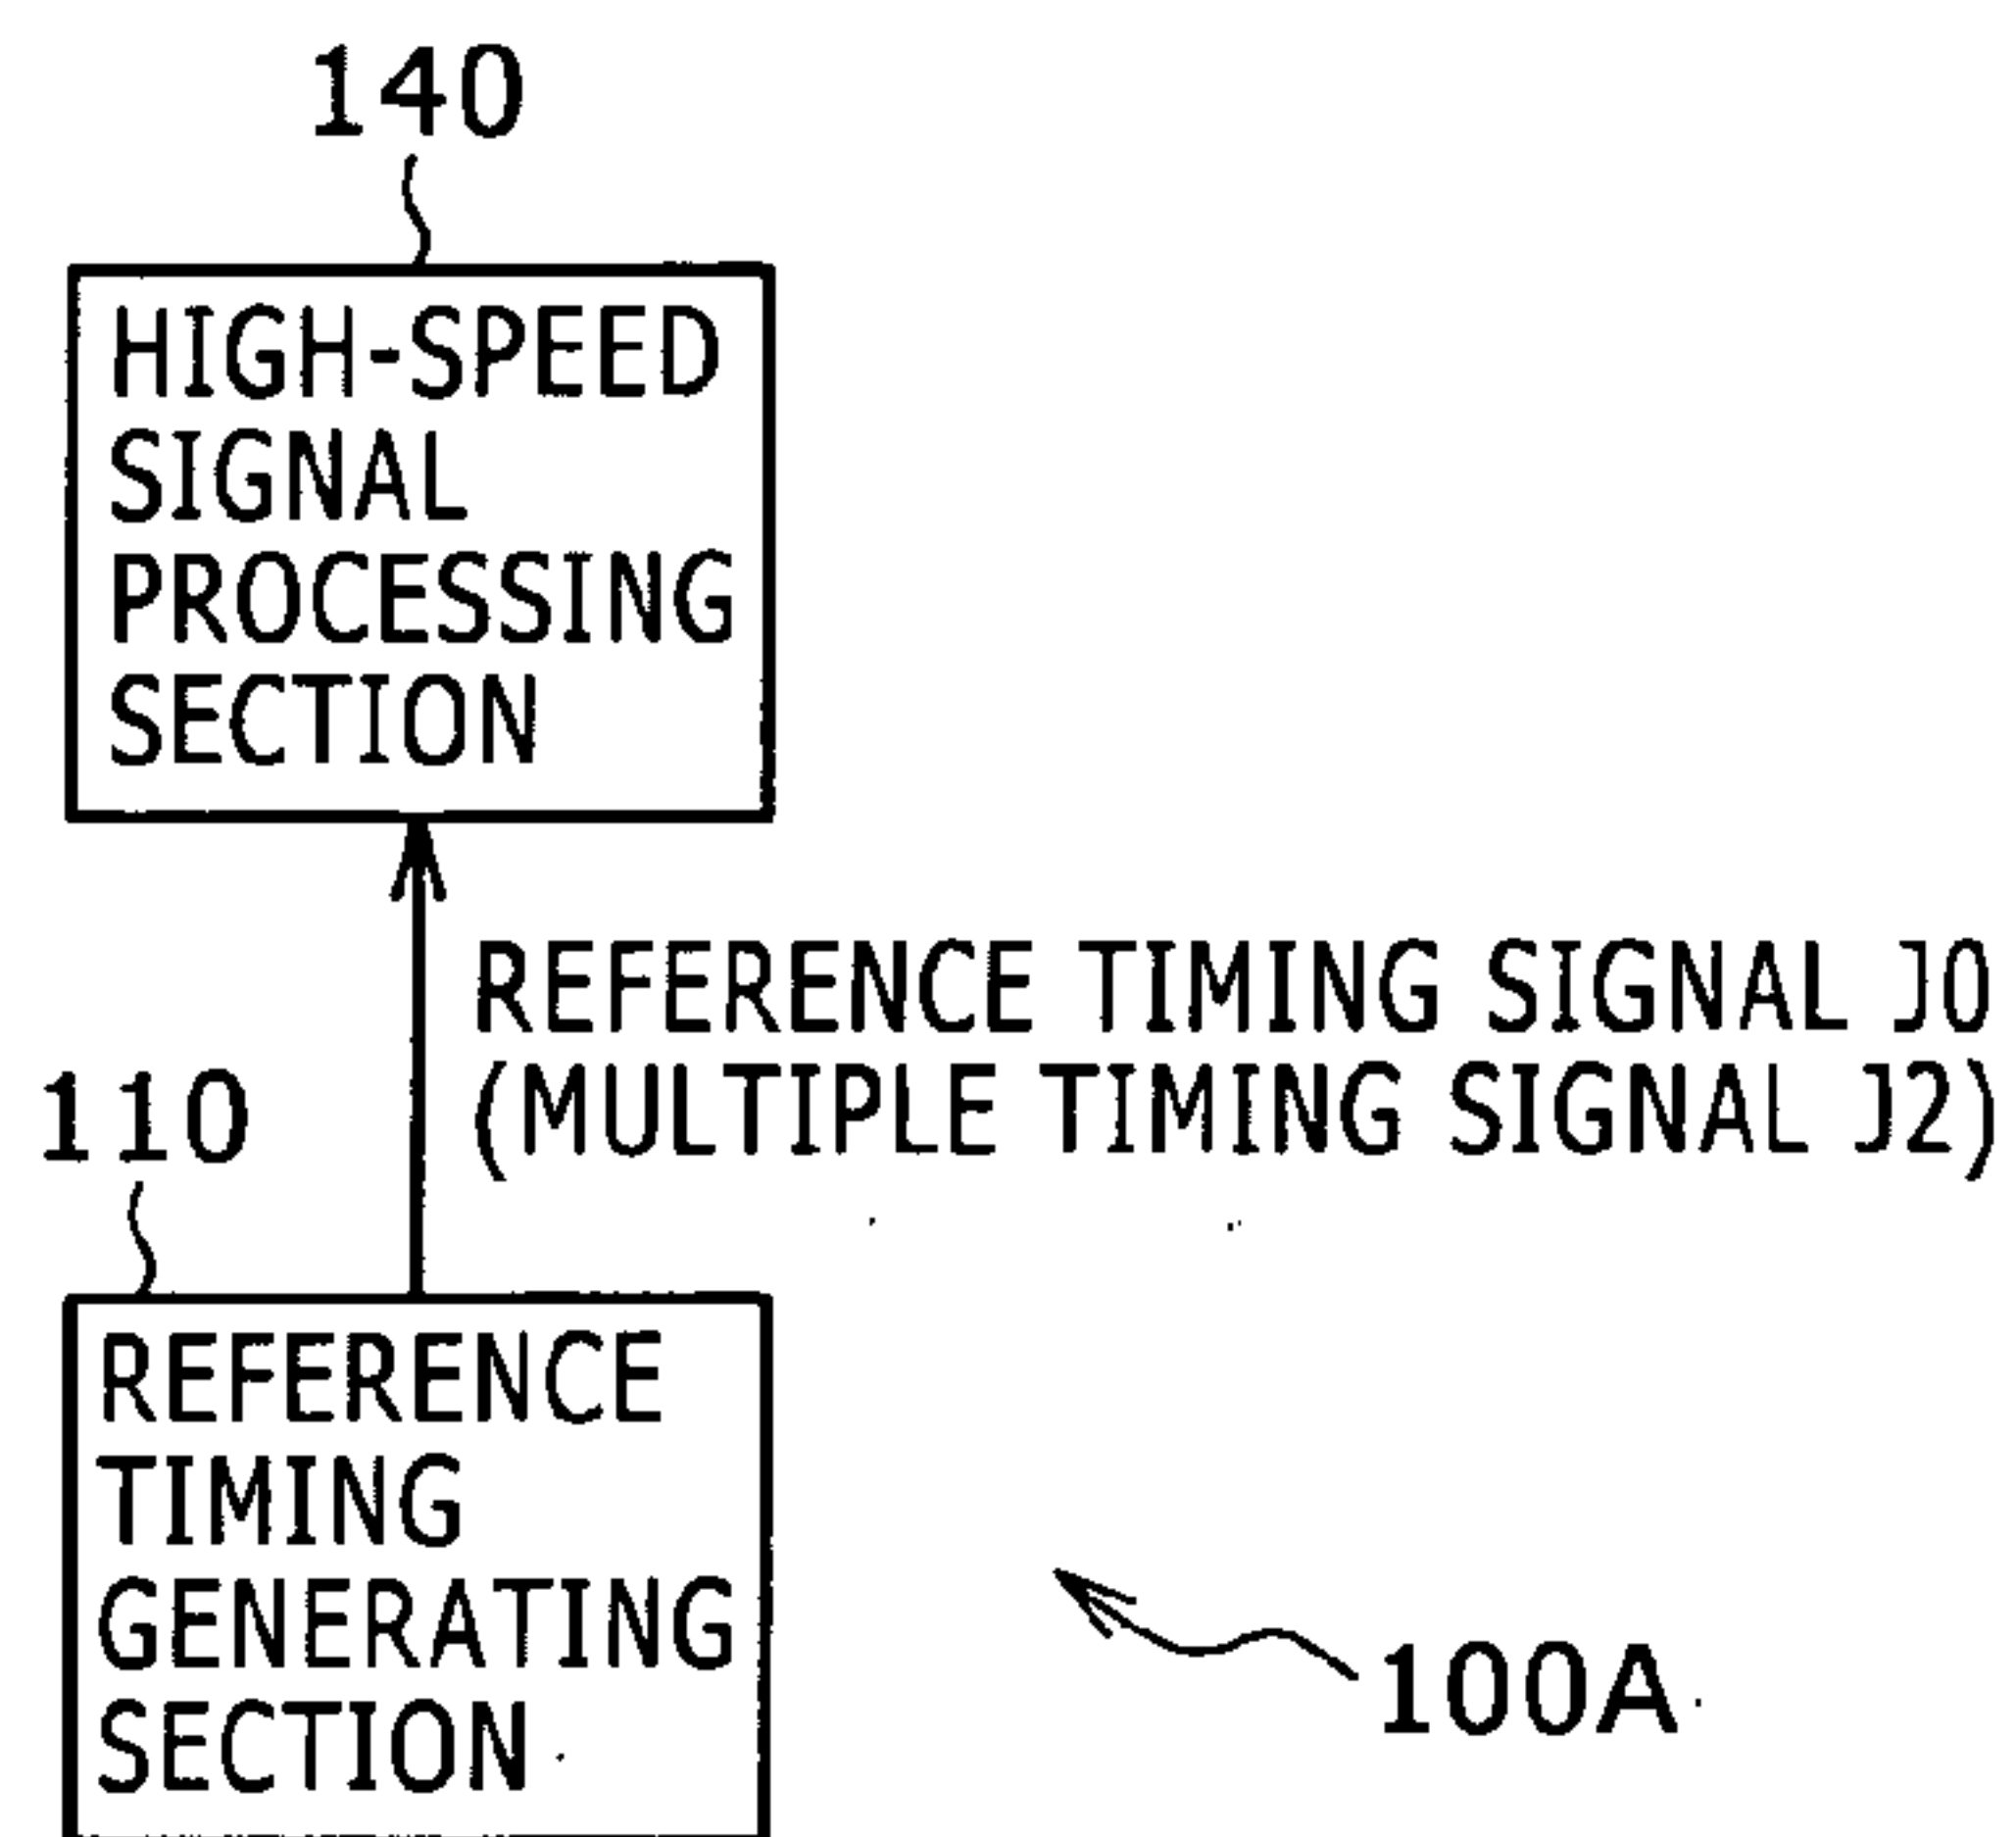 140
HIGH-SPEED
SIGNAL
PROCESSING
SECTION
REFERENCE TIMING SIGNAL J0
(MULTIPLE TIMING SIGNAL J2)
110
REFERENCE
TIMING
GENERATING
SECTION
100A